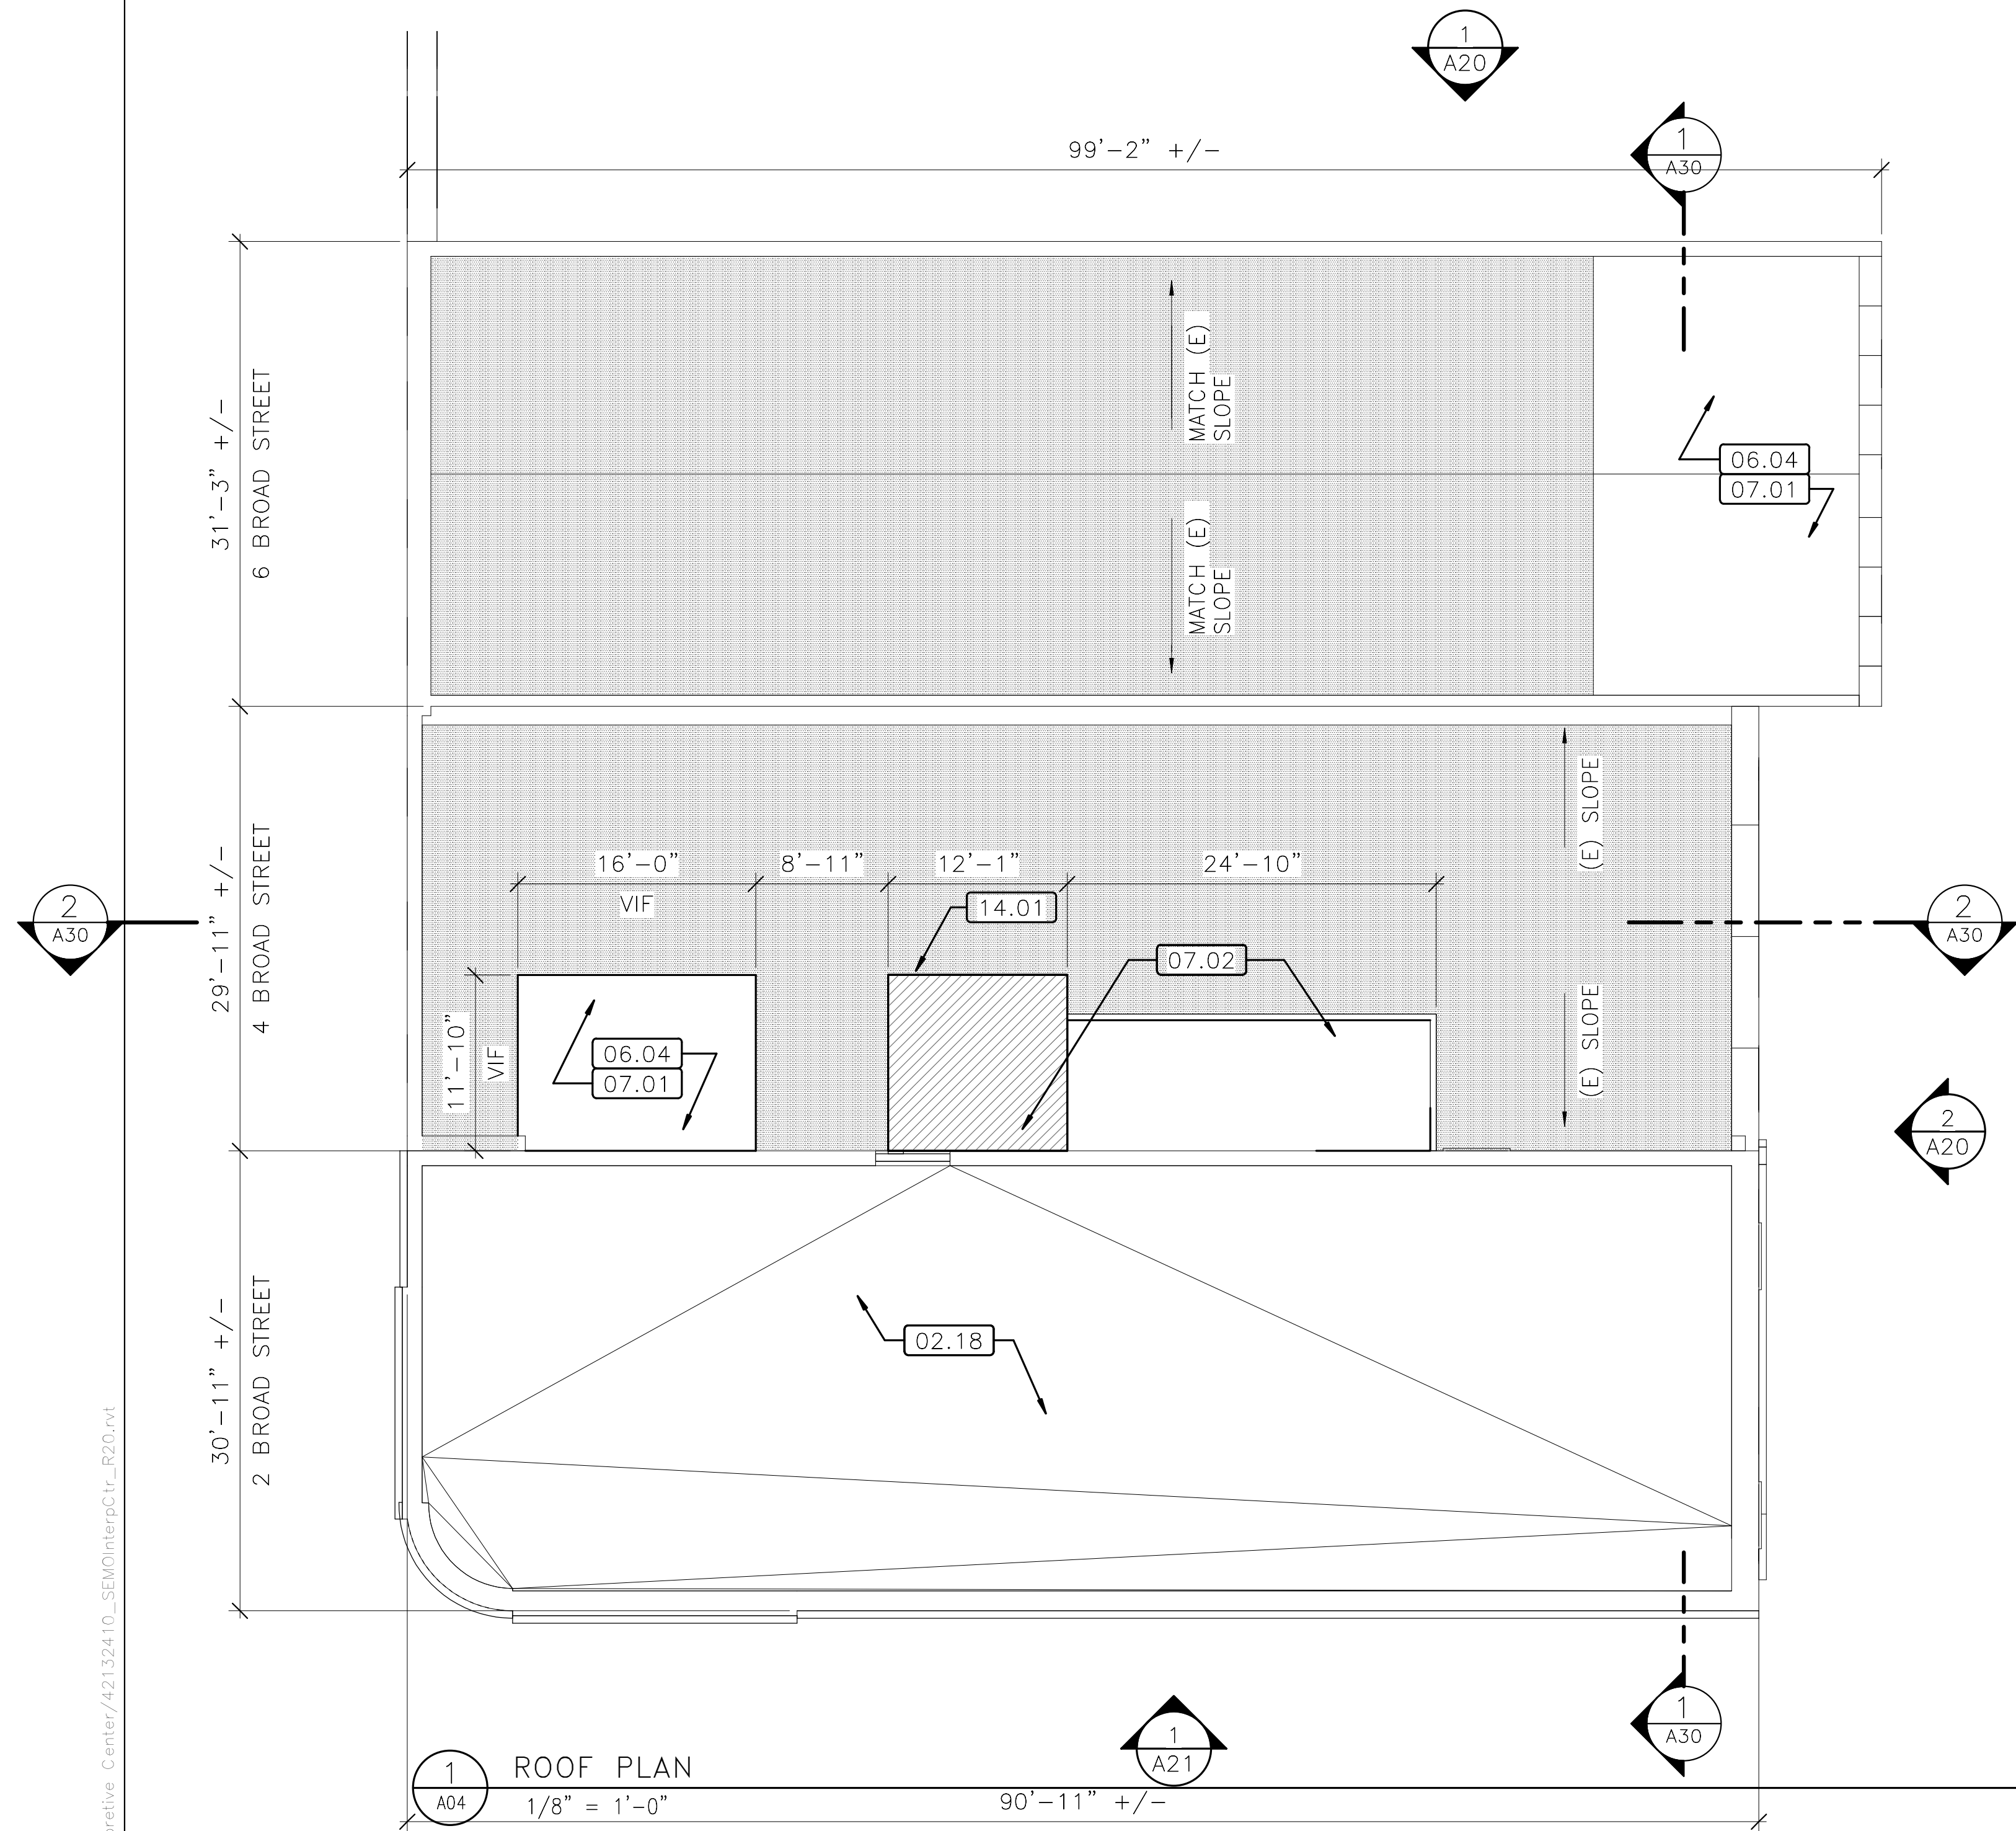 1
A20
1
A30
99'-2" +/-
31'-3" +/-
6 BROAD STREET
MATCH (E)
SLOPE
MATCH (E)
SLOPE
06.04
07.01
29'-11" +/-
4 BROAD STREET
(E) SLOPE
(E) SLOPE
16'-0"
VIF
8'-11"
12'-1"
24'-10"
14.01
07.02
2
A30
2
A30
11'-10"
VIF
06.04
07.01
2
A20
30'-11" +/-
2 BROAD STREET
02.18
1
A30
1
A21
1
A04
ROOF PLAN
1/8" = 1'-0"
90'-11" +/-
pretive Center/42132410_SEMOInterpCtr_R20.rvt